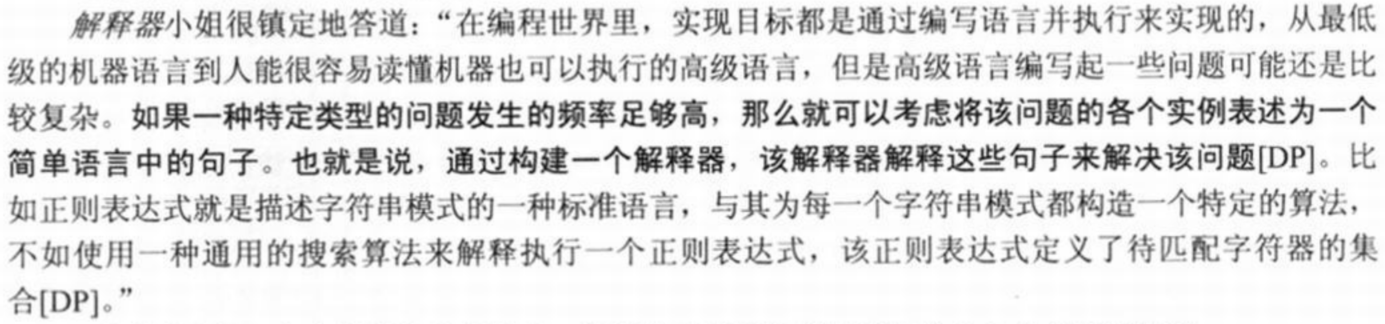 解释器小姐很镇定地答道：“在编程世界里，实现目标都是通过编写语言并执行来实现的，从最低
级的机器语言到人能很容易读懂机器也可以执行的高级语言，但是高级语言编写起一些问题可能还是比
较复杂。如果一种特定类型的问题发生的频率足够高，那么就可以考虑将该问题的各个实例表述为一个
简单语言中的句子。也就是说，通过构建一个解释器，该解释器解释这些句子来解决该问题[DP]。比
如正则表达式就是描述字符串模式的一种标准语言，与其为每一个字符串模式都构造一个特定的算法，
不如使用一种通用的搜索算法来解释执行一个正则表达式，该正则表达式定义了待匹配字符器的集
合[DP]。”